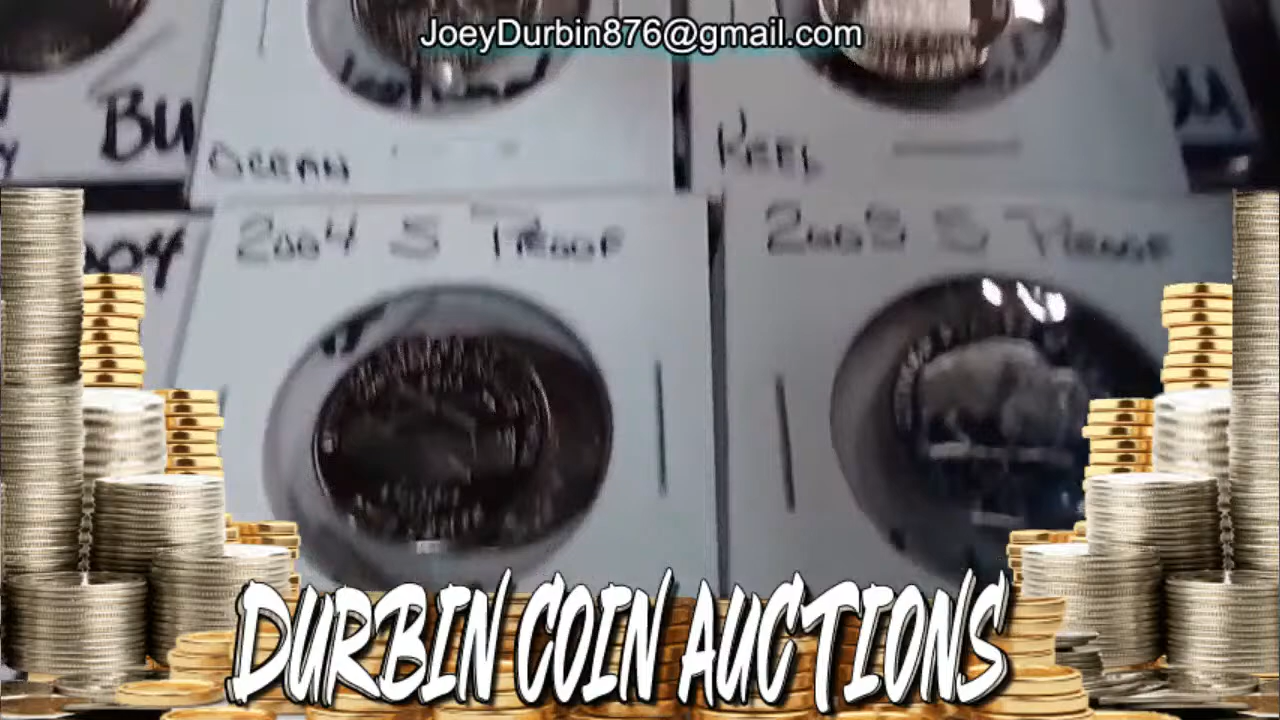 JoeyDurbin876@gmail.com
BU
OCEAN
KEEL
2004 S PROOF
2005 S PROOF
DURBIN COIN AUCTIONS